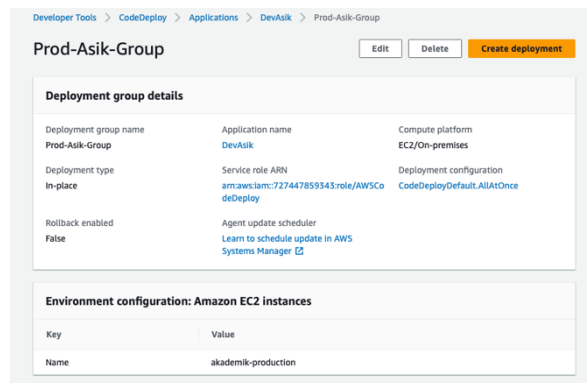 Developer Tools > CodeDeploy > Applications > DevAsik > Prod-Asik-Group
Prod-Asik-Group
Edit
Delete
Create deployment
Deployment group details
Deployment group name
Application name
Compute platform
Prod-Asik-Group
DevAsik
EC2/On-premises
Deployment type
Service role ARN
Deployment configuration
In-place
arn:aws:iam::727447859343:role/AWSCo
deDeploy
CodeDeployDefault.AllAtOnce
Rollback enabled
Agent update scheduler
False
Learn to schedule update in AWS
Systems Manager
Environment configuration: Amazon EC2 instances
Key
Value
Name
akademik-production